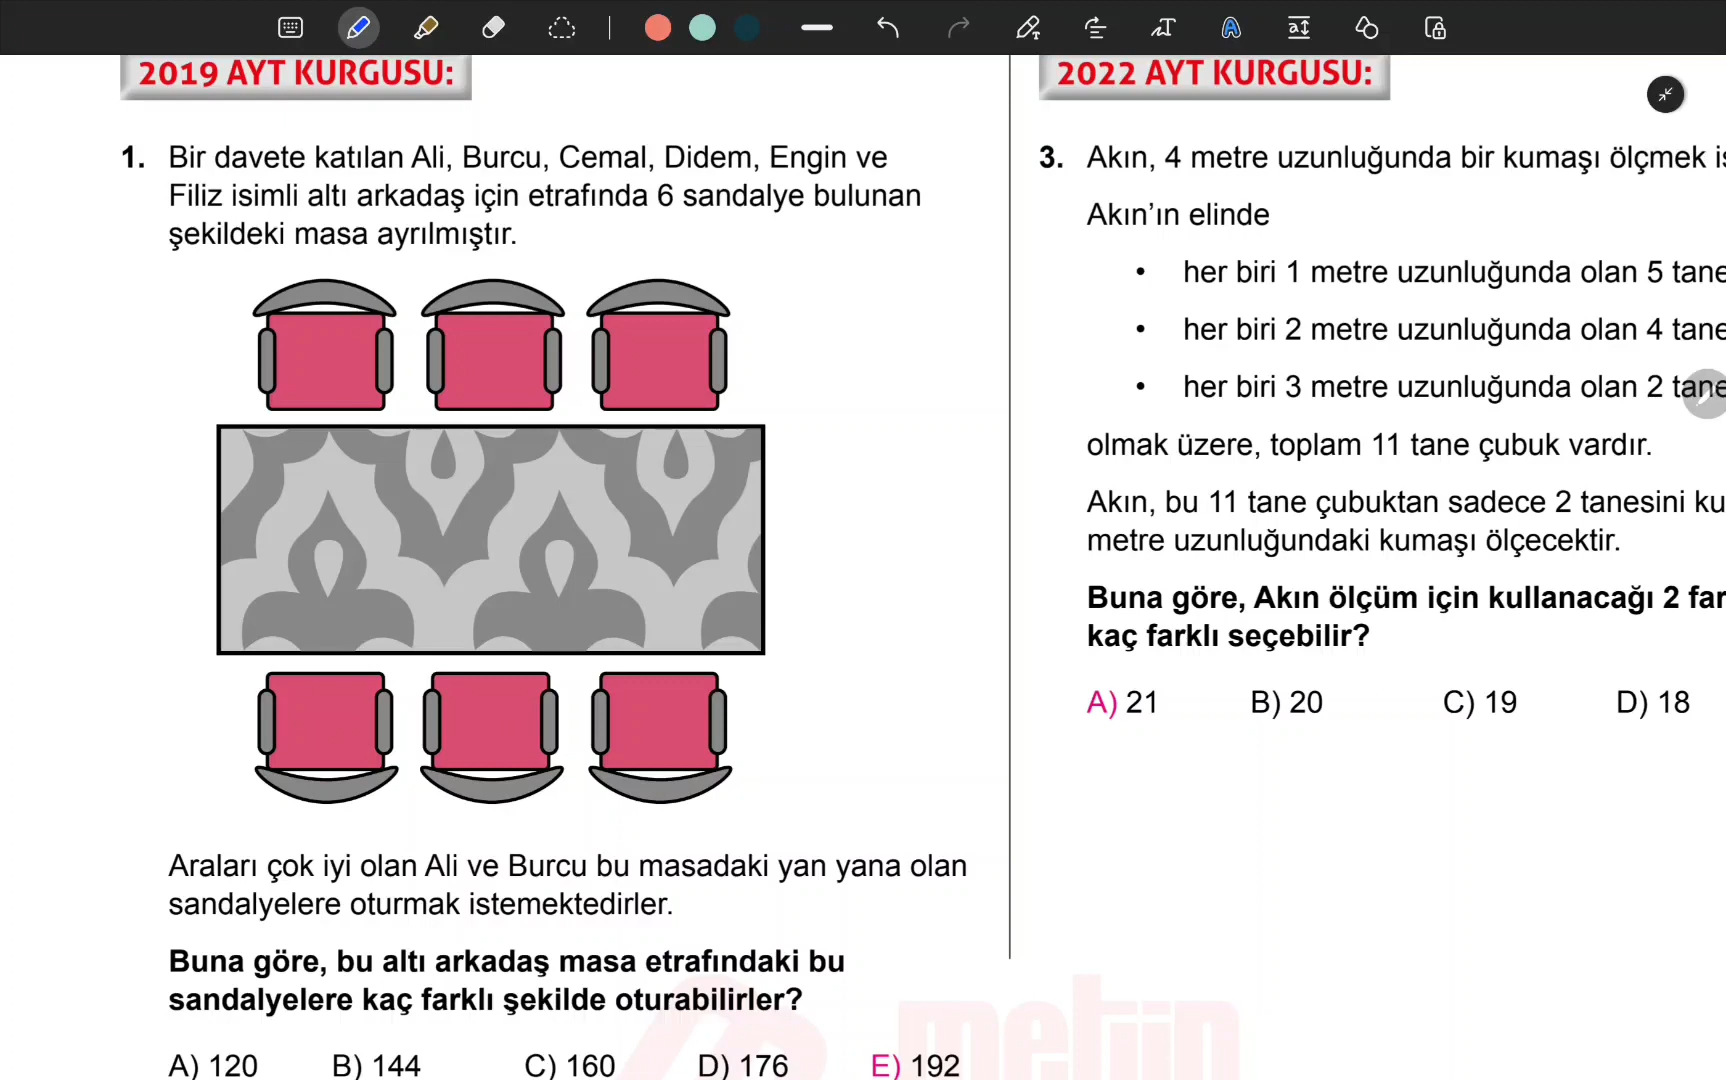 2019 AYT KURGUSU:
1. Bir davete katılan Ali, Burcu, Cemal, Didem, Engin ve
Filiz isimli altı arkadaş için etrafında 6 sandalye bulunan
şekildeki masa ayrılmıştır.
Araları çok iyi olan Ali ve Burcu bu masadaki yan yana olan
sandalyelere oturmak istemektedirler.
Buna göre, bu altı arkadaş masa etrafındaki bu
sandalyelere kaç farklı şekilde oturabilirler?
A) 120 B) 144 C) 160 D) 176 E) 192
2022 AYT KURGUSU:
3. Akın, 4 metre uzunluğunda bir kumaşı ölçmek
Akın’ın elinde
• her biri 1 metre uzunluğunda olan 5 tane
• her biri 2 metre uzunluğunda olan 4 tane
• her biri 3 metre uzunluğunda olan 2 tane
olmak üzere, toplam 11 tane çubuk vardır.
Akın, bu 11 tane çubuktan sadece 2 tanesini
metre uzunluğundaki kumaşı ölçecektir.
Buna göre, Akın ölçüm için kullanacağı 2
kaç farklı seçebilir?
A) 21 B) 20 C) 19 D) 18
metin